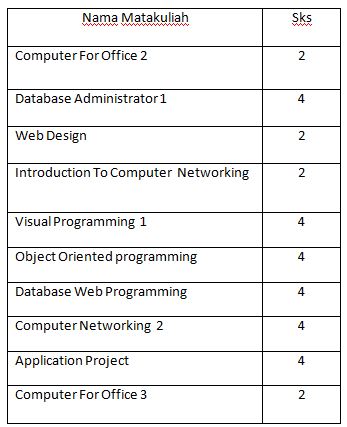 Nama Matakuliah Sks
Computer For Office 2 2
Database Administrator 1 4
Web Design 2
Introduction To Computer Networking 2
Visual Programming 1 4
Object Oriented programming 4
Database Web Programming 4
Computer Networking 2 4
Application Project 4
Computer For Office 3 2